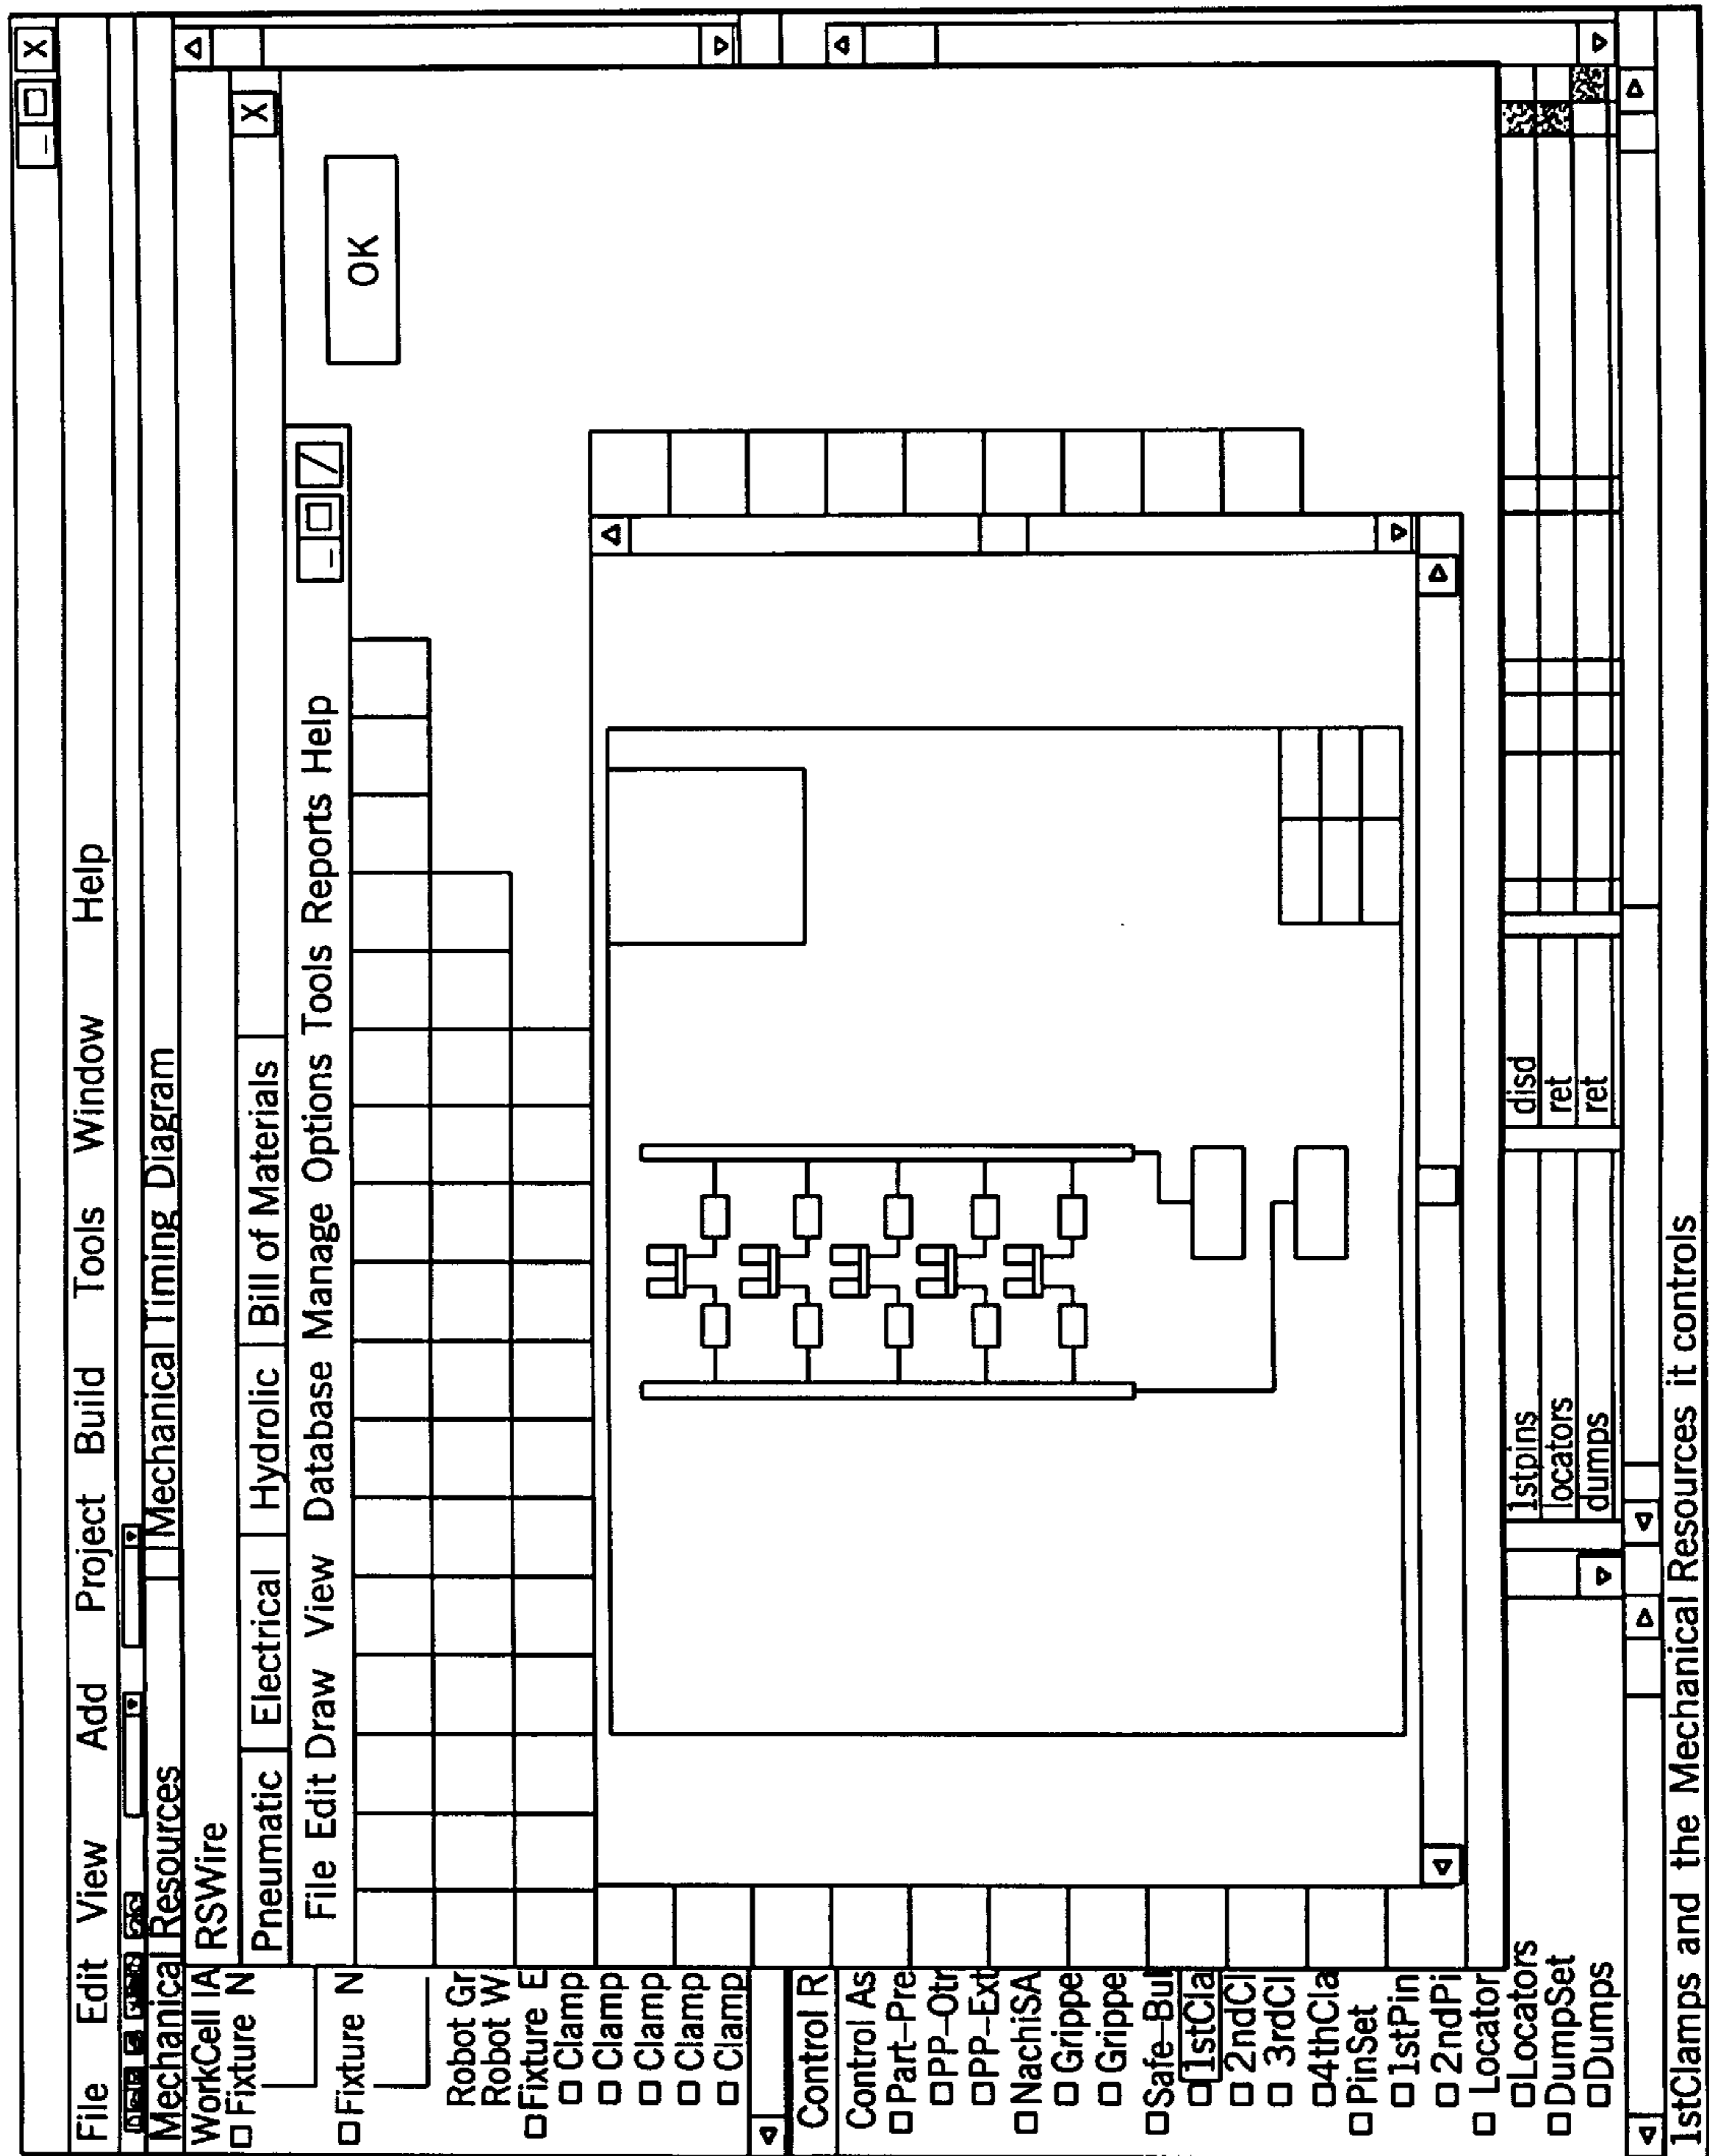 File Edit View Add Project Build Tools Window Help
Mechanical Resources
Mechanical Timing Diagram
WorkCell IA
RSWire
X
Fixture N
Pneumatic Electrical Hydrolic Bill of Materials
File Edit Draw View Database Manage Options Tools Reports Help
OK
Fixture N
Robot Gr
Robot W
Fixture E
Clamp
Clamp
Clamp
Clamp
Clamp
Control R
Control As
Part-Pre
PP-Otr
PP-Ext
NachiSA
Grippe
Grippe
Safe-Bul
1stCla
2ndCl
3rdCl
4thCla
PinSet
1stPin
2ndPi
Locator
Locators
DumpSet
Dumps
1stpins disd
locators ret
dumps ret
1stClamps and the Mechanical Resources it controls